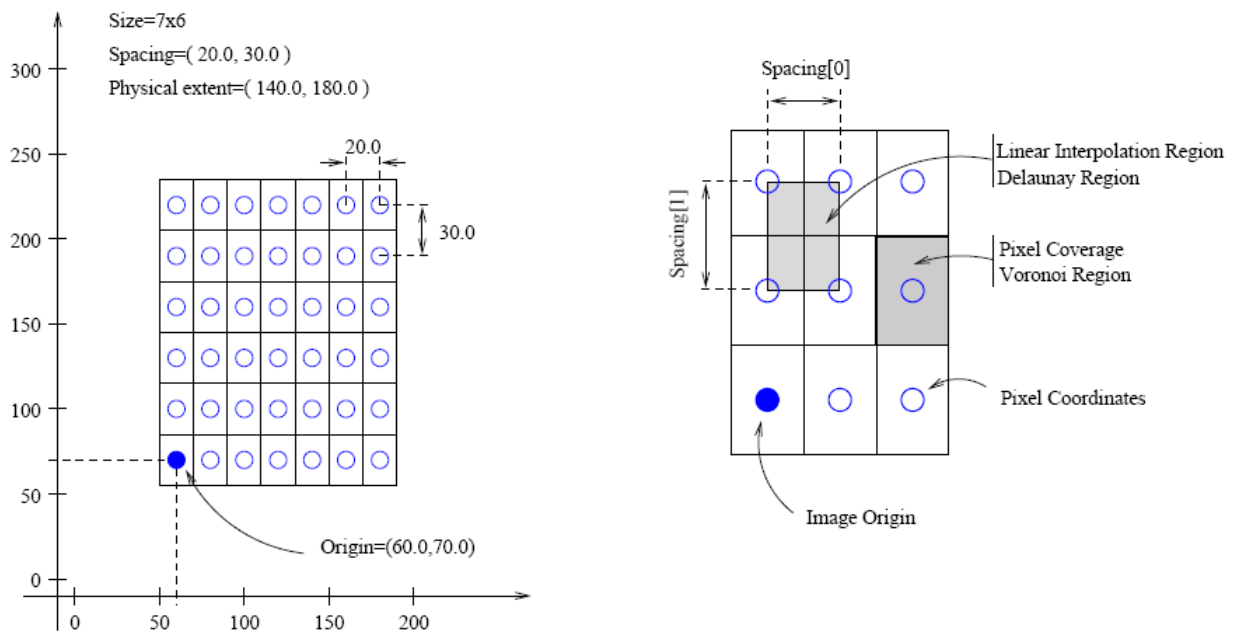 Size=7x6
Spacing=( 20.0, 30.0 )
Physical extent=( 140.0, 180.0 )
300
250
200
150
100
50
0
0
50
100
150
200
20.0
30.0
Origin=(60.0,70.0)
Spacing[0]
Spacing[1]
Linear Interpolation Region
Delaunay Region
Pixel Coverage
Voronoi Region
Pixel Coordinates
Image Origin